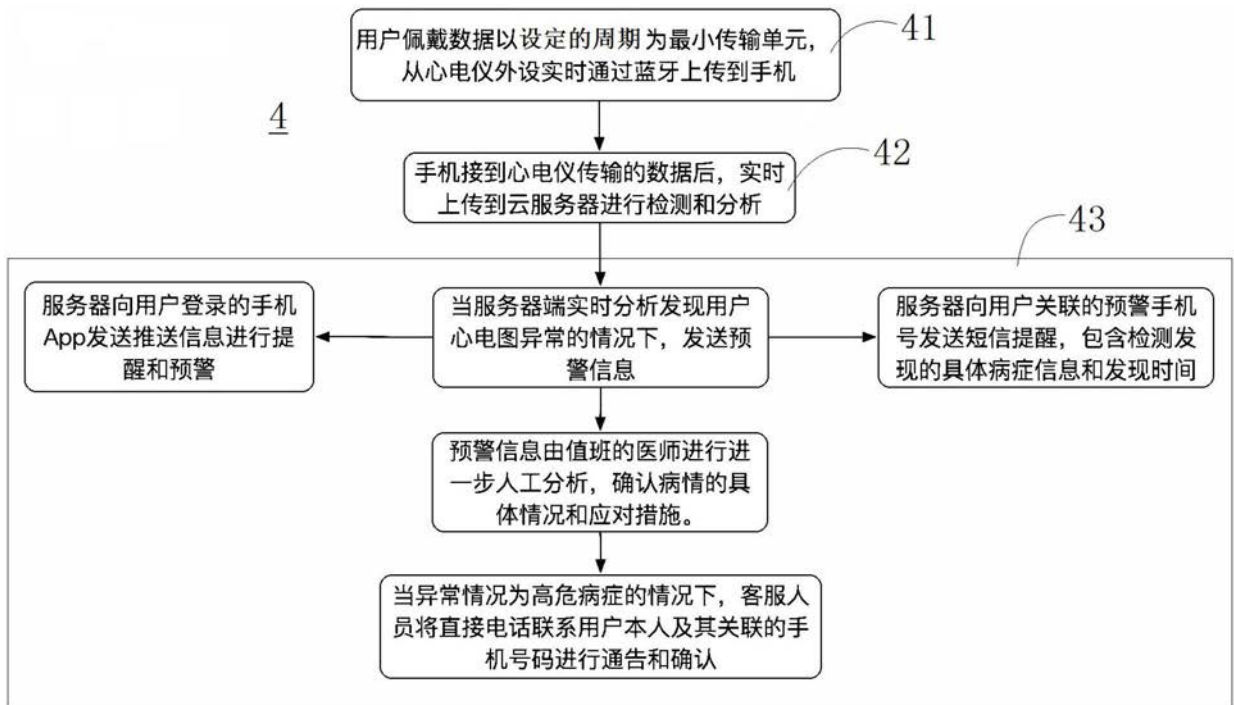 用户佩戴数据以设定的周期为最小传输单元，
从心电仪外设实时通过蓝牙上传到手机
41
4
手机接到心电仪传输的数据后，实时
上传到云服务器进行检测和分析
42
43
服务器向用户登录的手机
App发送推送信息进行提
醒和预警
当服务器端实时分析发现用户
心电图异常的情况下，发送预
警信息
服务器向用户关联的预警手机
号发送短信提醒，包含检测发
现的具体病症信息和发现时间
预警信息由值班的医师进行进
一步人工分析，确认病情的具
体情况和应对措施。
当异常情况为高危病症的情况下，客服人
员将直接电话联系用户本人及其关联的手
机号码进行通告和确认